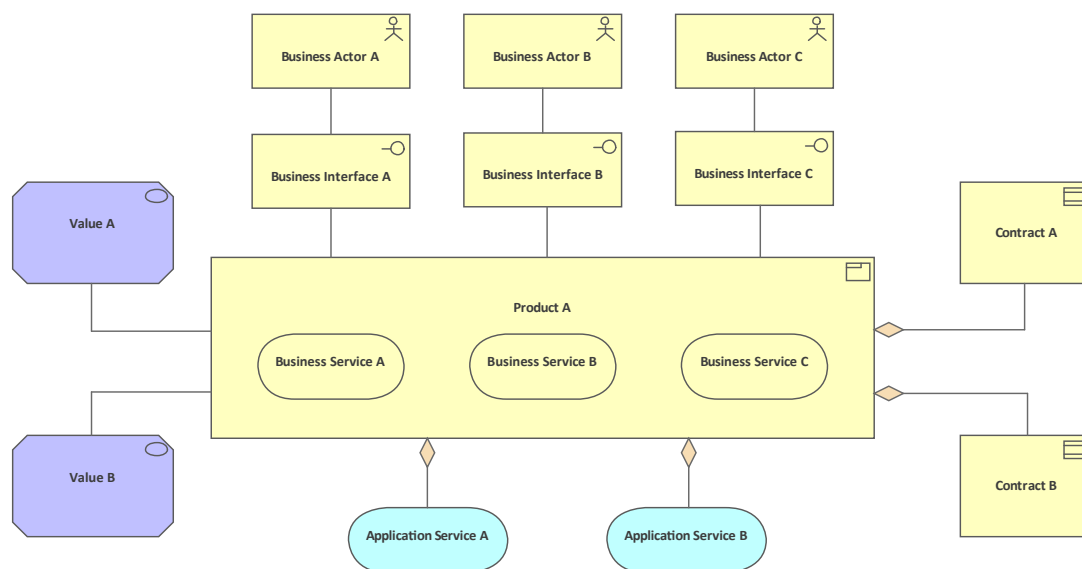 Business Actor A
Business Actor B
Business Actor C
Business Interface A
Business Interface B
Business Interface C
Value A
Contract A
Product A
Business Service A
Business Service B
Business Service C
Value B
Contract B
Application Service A
Application Service B